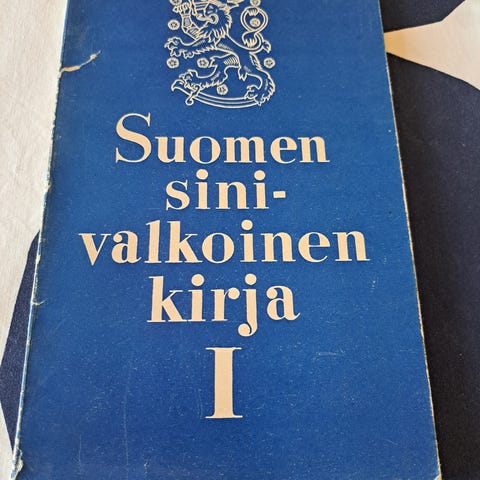 Suomen
sini-
valkoinen
kirja
I